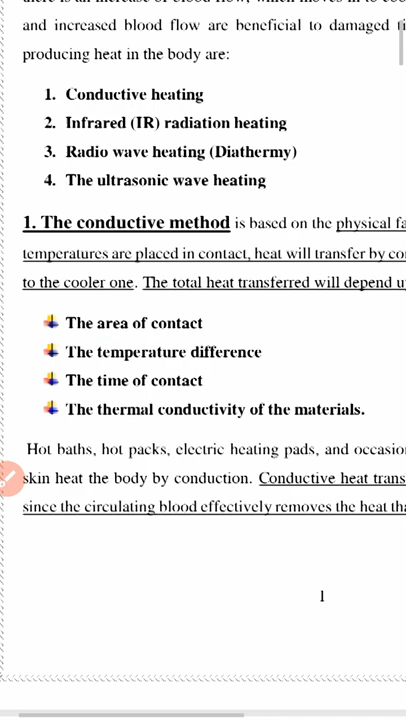 and increased blood flow are beneficial to damaged
producing heat in the body are:
1. Conductive heating
2. Infrared (IR) radiation heating
3. Radio wave heating (Diathermy)
4. The ultrasonic wave heating
1. The conductive method is based on the physical
temperatures are placed in contact, heat will transfer by
to the cooler one. The total heat transferred will depend
The area of contact
The temperature difference
The time of contact
The thermal conductivity of the materials.
Hot baths, hot packs, electric heating pads, and
skin heat the body by conduction. Conductive heat
since the circulating blood effectively removes the heat
1